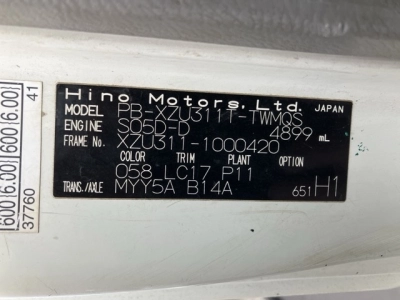 Hino Motors, Ltd. JAPAN
MODEL PB-XZU311T-TWMQS
ENGINE S05D-D 4899 mL
FRAME No. XZU311-1000420
COLOR TRIM PLANT OPTION
058 LC17 P11
TRANS./AXLE MYY5A B14A 651 H1
600 (6.00) 600 (6.00) 41
37760